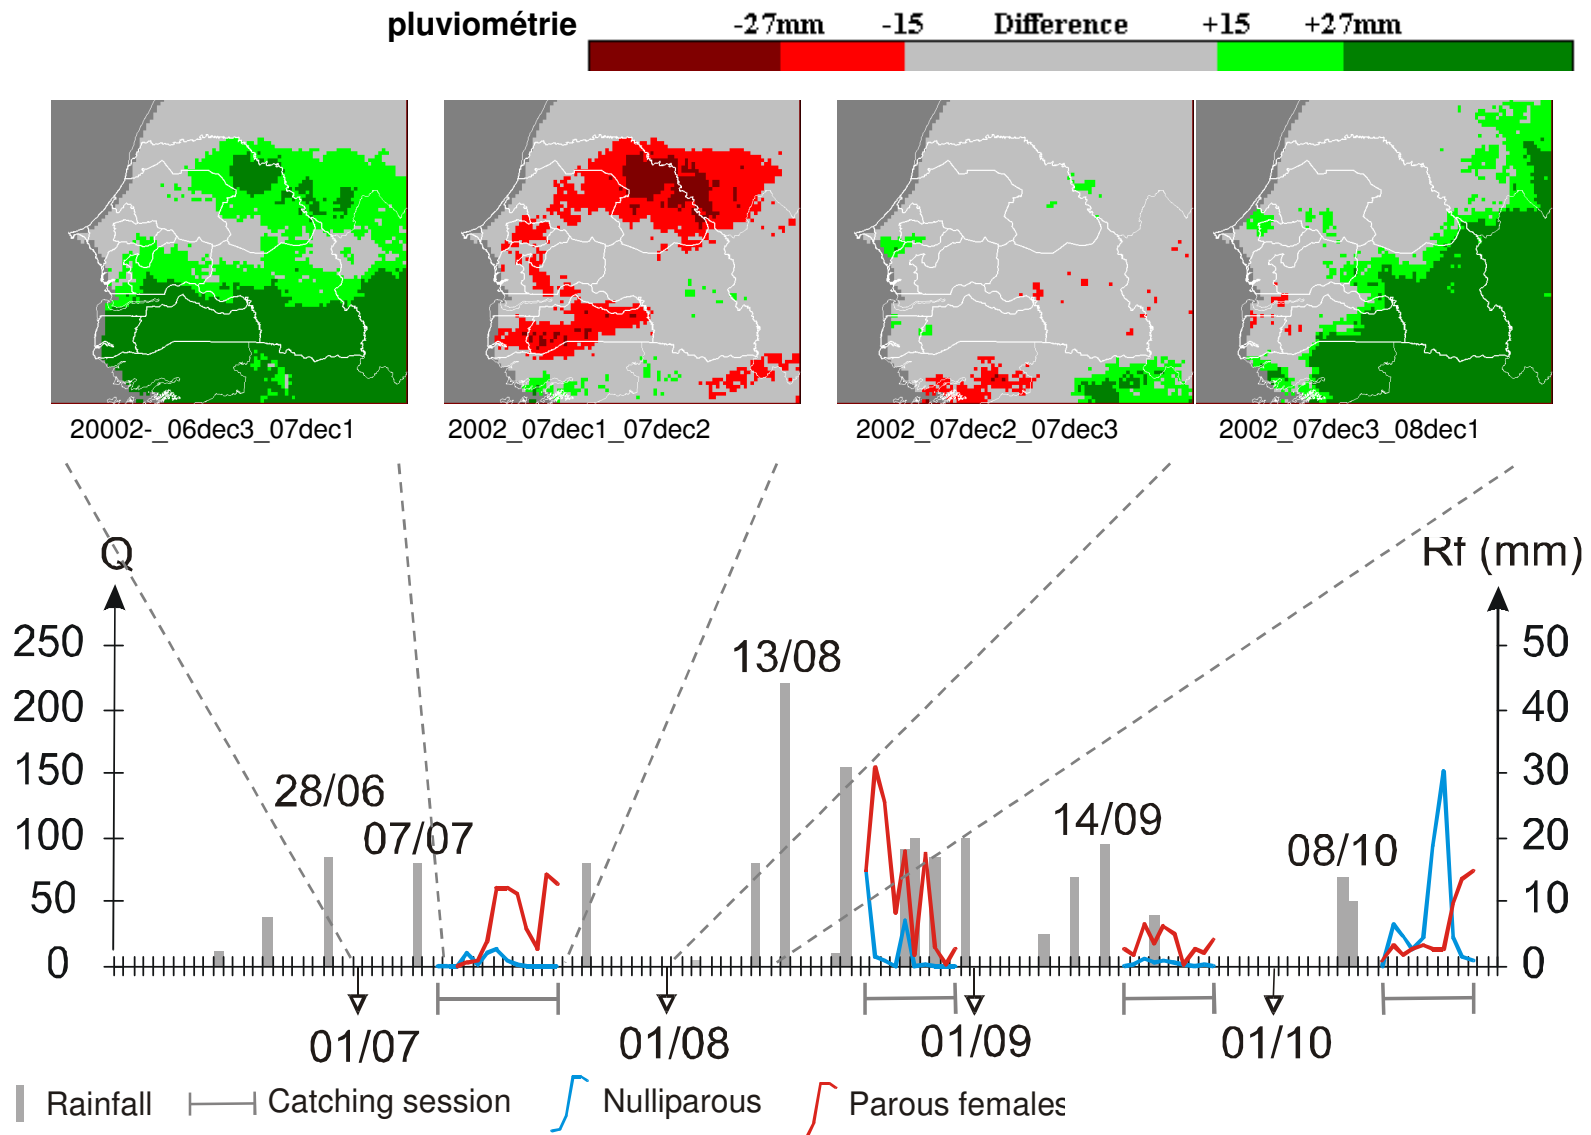 pluviométrie -27mm -15 Difference +15 +27mm
20002-_06dec3_07dec1 2002_07dec1_07dec2 2002_07dec2_07dec3 2002_07dec3_08dec1
Q Rf (mm)
250 50
13/08
200 40
150 30
28/06
100 07/07 14/09 20
08/10
50 10
0 0
01/07 01/08 01/09 01/10
Rainfall Catching session Nulliparous Parous females